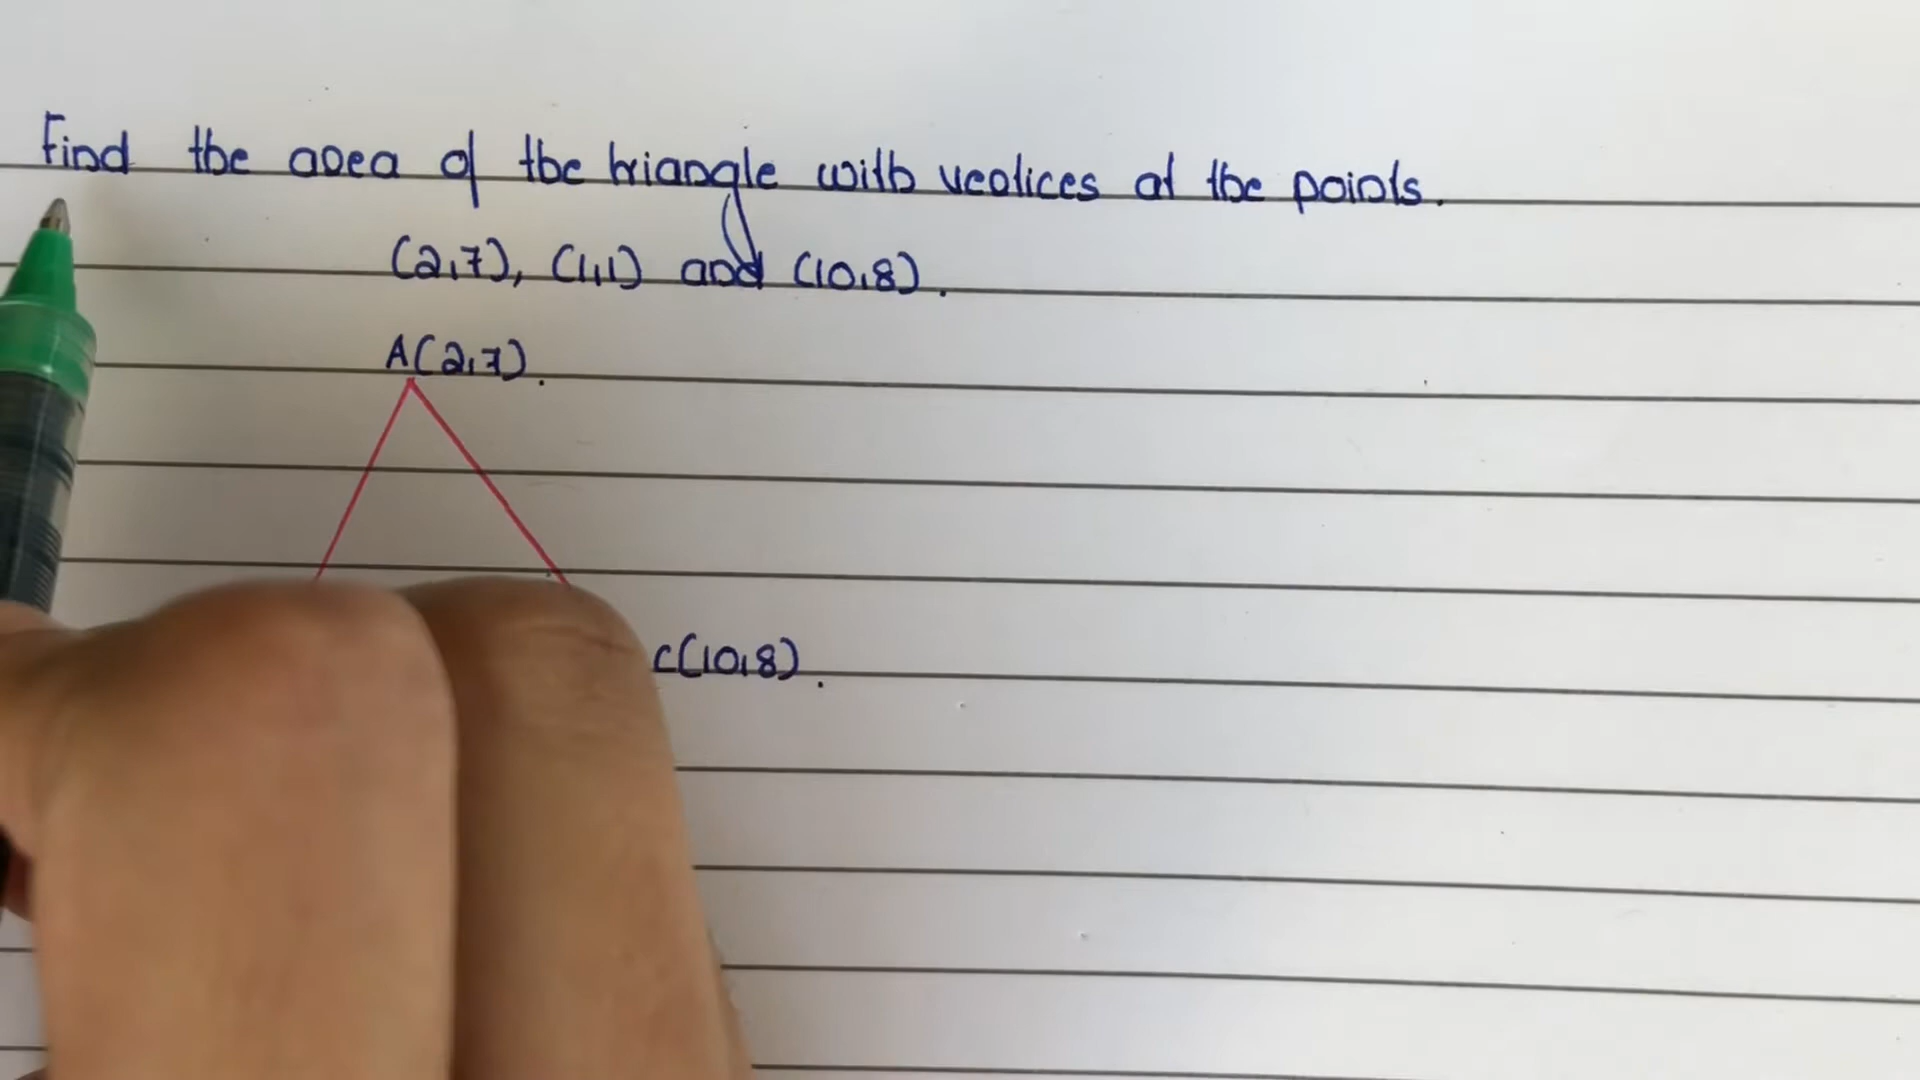 Find the area of the triangle with vertices at the points.
(2,7), (1,1) and (10,8).
A(2,7).
C(10,8).